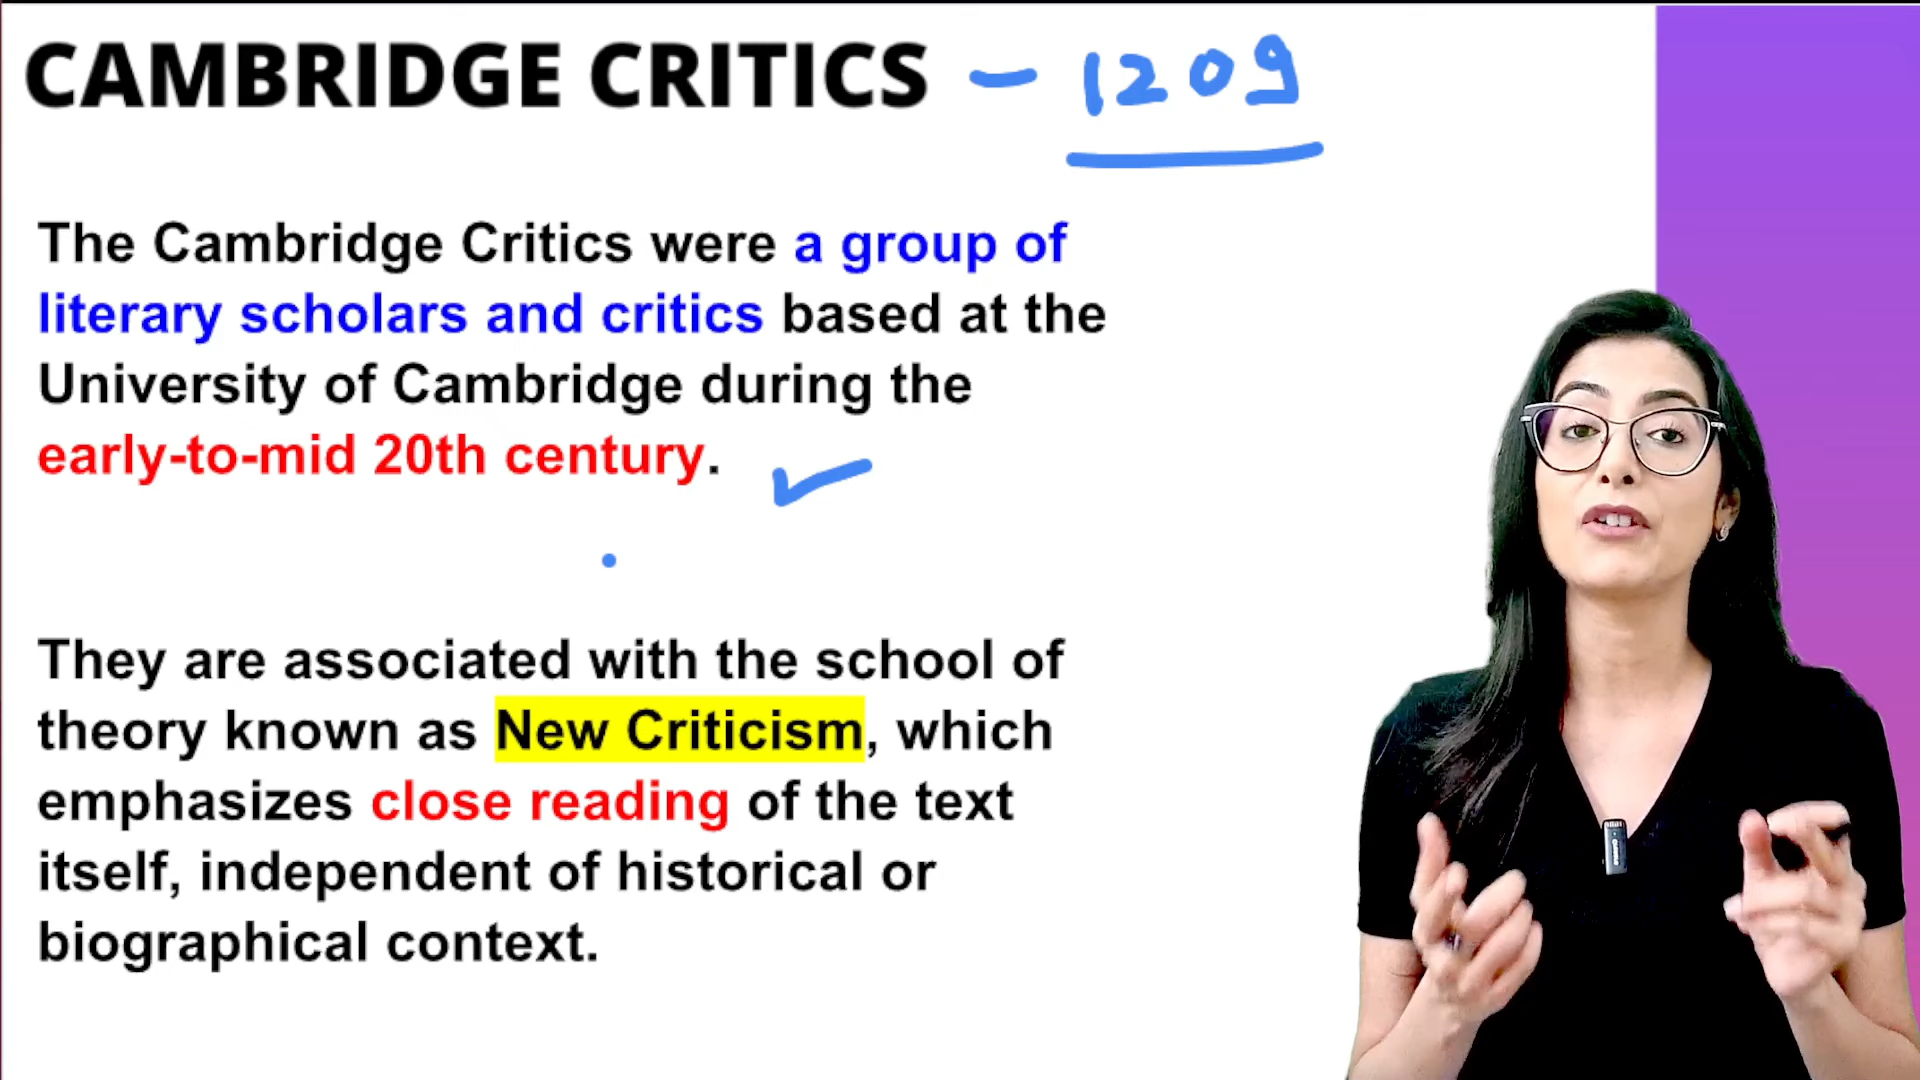 CAMBRIDGE CRITICS - 1209
The Cambridge Critics were a group of
literary scholars and critics based at the
University of Cambridge during the
early-to-mid 20th century.
They are associated with the school of
theory known as New Criticism, which
emphasizes close reading of the text
itself, independent of historical or
biographical context.